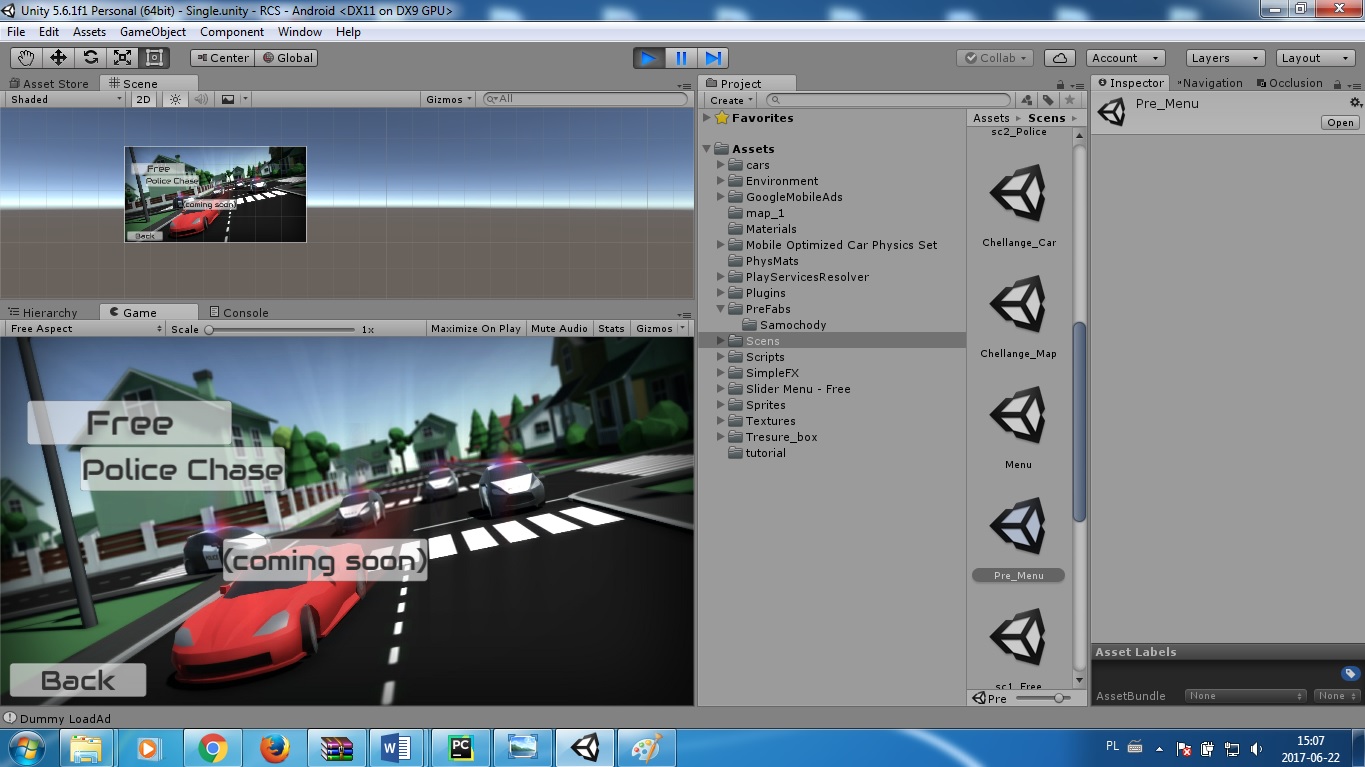 Unity 5.6.1f1 Personal (64bit) - Single.unity - RCS - Android <DX11 on DX9 GPU>
File Edit Assets GameObject Component Window Help
Center Global Collab Account Layers Layout
Asset Store Scene
Shaded 2D Gizmos All
Free
Police Chase
(coming soon)
Back
Hierarchy Game Console
Free Aspect Scale 1x Maximize On Play Mute Audio Stats Gizmos
Free
Police Chase
(coming soon)
Back
Dummy LoadAd
Project
Create
Favorites
Assets
cars
Environment
GoogleMobileAds
map_1
Materials
Mobile Optimized Car Physics Set
PhysMats
PlayServicesResolver
Plugins
PreFabs
Samochody
Scens
Scripts
SimpleFX
Slider Menu - Free
Sprites
Textures
Tresure_box
tutorial
Assets Scens
sc2_Police
Chellange_Car
Chellange_Map
Menu
Pre_Menu
sc1_Free
Pre
Inspector Navigation Occlusion
Pre_Menu
Open
Asset Labels
AssetBundle None None
PL 15:07
2017-06-22